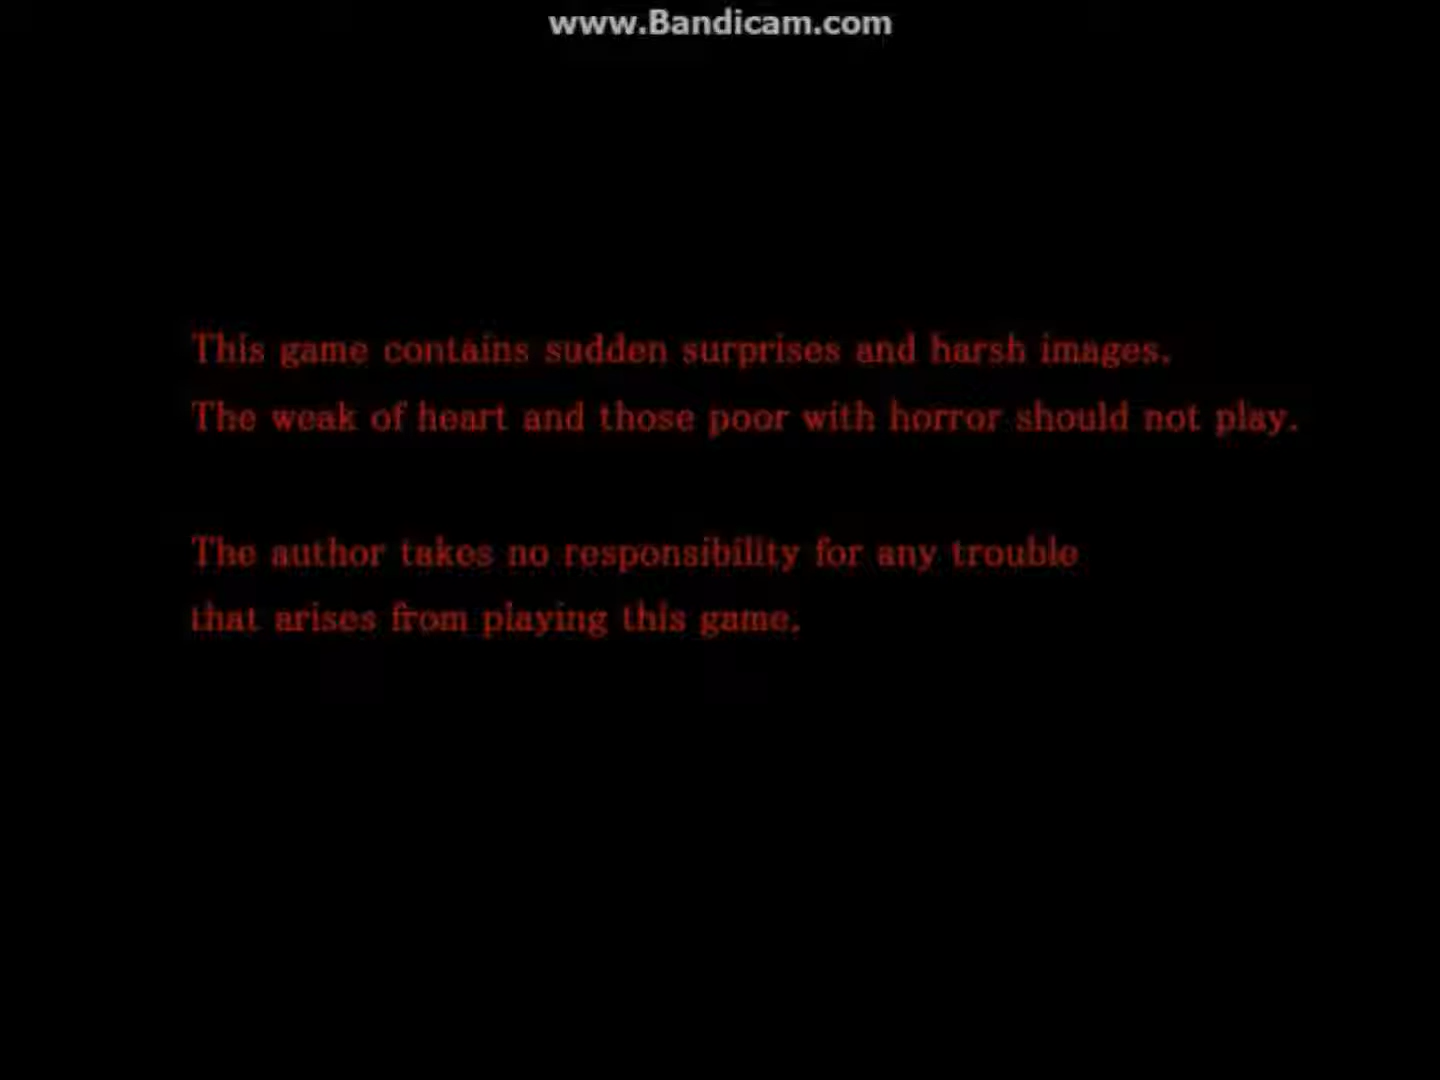 www.Bandicam.com
This game contains sudden surprises and harsh images.
The weak of heart and those poor with horror should not play.
The author takes no responsibility for any trouble
that arises from playing this game.